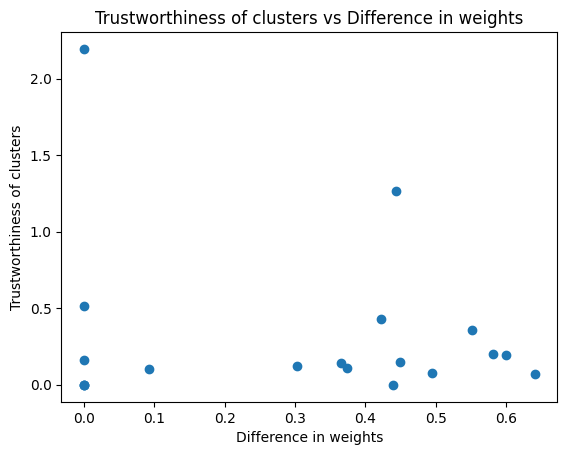 Trustworthiness of clusters vs Difference in weights
2.0
1.5
1.0
0.5
0.0
Trustworthiness of clusters
0.0 0.1 0.2 0.3 0.4 0.5 0.6
Difference in weights